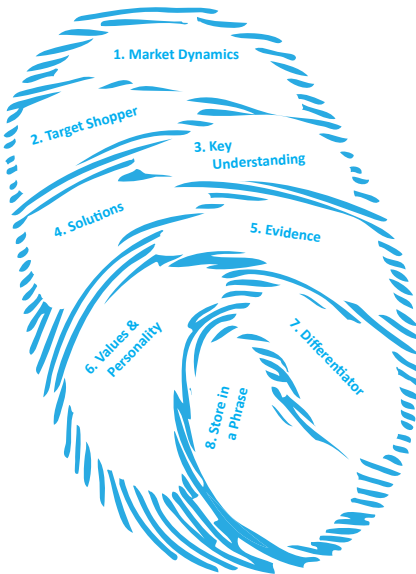 1. Market Dynamics
2. Target Shopper
3. Key
Understanding
4. Solutions
5. Evidence
6. Values &
Personality
7. Differentiator
8. Store in
a Phrase